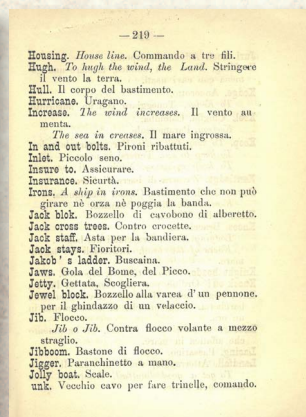 — 219 —
Housing. House line. Commando a tre fili.
Hugh. To hugh the wind, the Land. Stringere
il vento la terra.
Hull. Il corpo del bastimento.
Hurricane. Uragano.
Increase. The wind increases. Il vento au-
menta.
The sea in creases. Il mare ingrossa.
In and out bolts. Pironi ribattuti.
Inlet. Piccolo seno.
Insure to. Assicurare.
Insurance. Sicurtà.
Irons, A ship in irons. Bastimento che non può
girare nè orza nè poggia la banda.
Jack blok. Bozzello di cavobono di alberetto.
Jack cross trees. Contro crocette.
Jack staff. Asta per la bandiera.
Jack stays. Fioritori.
Jakob's ladder. Buscaina.
Jaws. Gola del Bome, del Picco.
Jetty. Gettata, Scogliera.
Jewel block. Bozzello alla varea d'un pennone.
per il ghindazzo di un velaccio.
Jib. Flocco.
Jib o Jib. Contra flocco volante a mezzo
straglio.
Jibboom. Bastone di flocco.
Jigger. Paranchinetto a mano.
Jolly boat. Scale.
unk. Vecchio cavo per fare trinelle, comando.